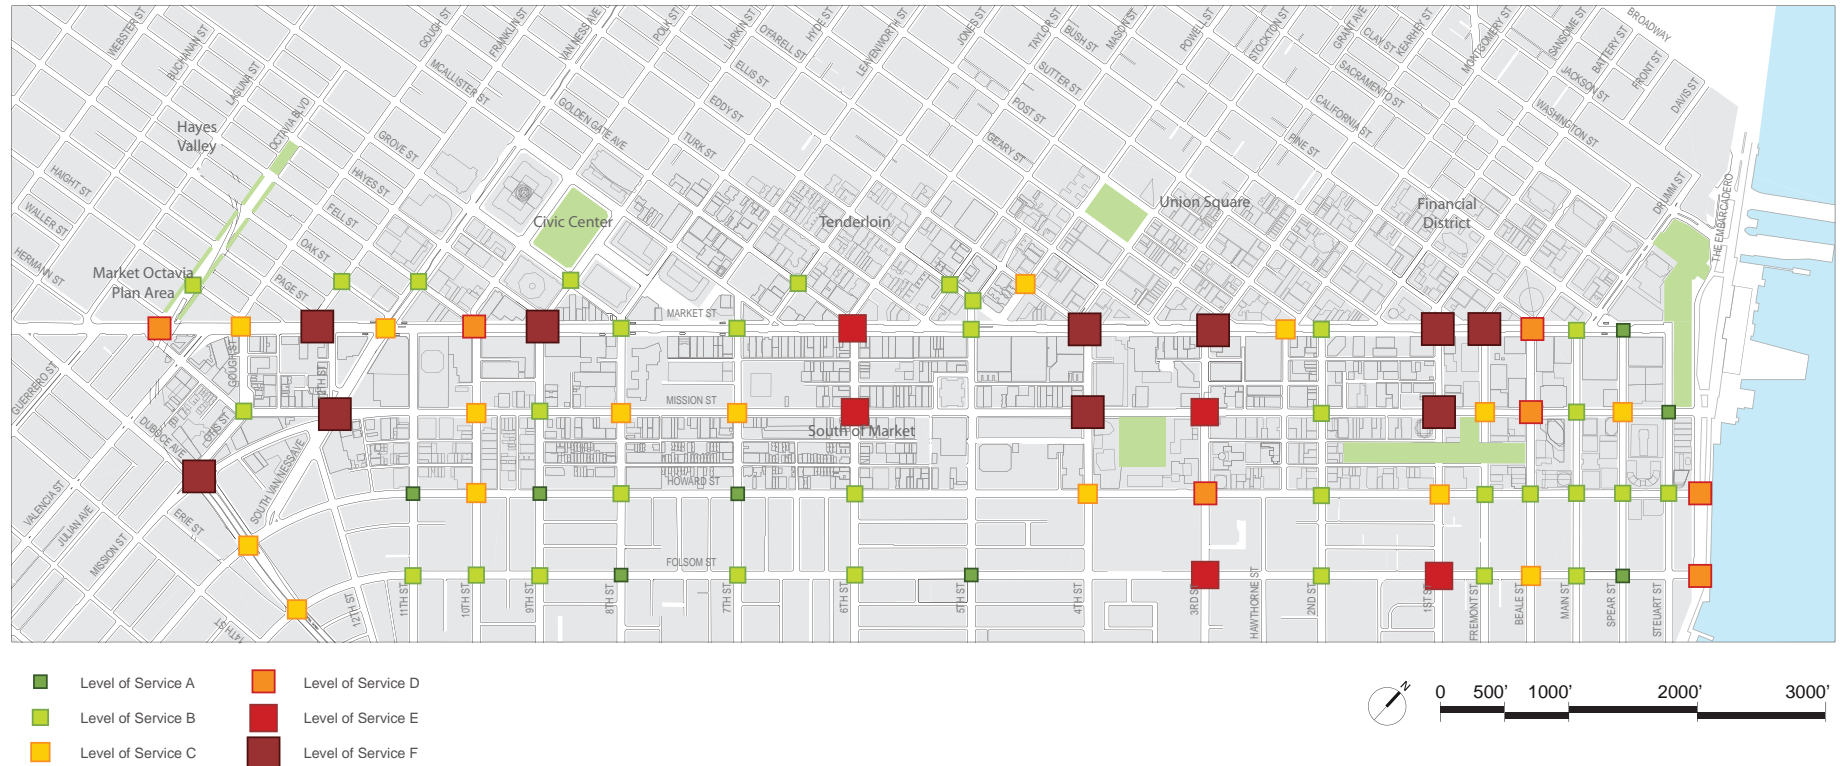 WEBSTER ST
BUCHANAN ST
LAGUNA ST
OCTAVIA BLVD
GOUGH ST
FRANKLIN ST
VAN NESS AVE
POLK ST
LARKIN ST
O'FARELL ST
HYDE ST
LEAVENWORTH ST
JONES ST
TAYLOR ST
BUSH ST
MASON ST
POWELL ST
STOCKTON ST
GRANT AVE
CLAY ST
KEARHEY ST
MONTGOMERY ST
SANSOME ST
BATTERY ST
BROADWAY
FRONT ST
DAVIS ST
JACKSON ST
WASHINGTON ST
SACRAMENTO ST
CALIFORNIA ST
PINE ST
SUTTER ST
POST ST
GEARY ST
ELLIS ST
EDDY ST
TURK ST
GOLDEN GATE AVE
MCALLISTER ST
GROVE ST
HAYES ST
FELL ST
OAK ST
PAGE ST
HAIGHT ST
WALLER ST
HERMANN ST
DRUMM ST
THE EMBARCADERO
Hayes
Valley
Civic Center
Tenderloin
Union Square
Financial
District
Market Octavia
Plan Area
South of Market
MARKET ST
MISSION ST
HOWARD ST
FOLSOM ST
GUERRERO ST
GOUGH ST
DUBOCE AVE
OTIS ST
SOUTH VAN NESS AVE
VALENCIA ST
JULIAN AVE
MISSION ST
ERIE ST
14TH ST
12TH ST
11TH ST
10TH ST
9TH ST
8TH ST
7TH ST
6TH ST
5TH ST
4TH ST
3RD ST
HAWTHORNE ST
2ND ST
1ST ST
FREMONT ST
BEALE ST
MAIN ST
SPEAR ST
STEUART ST
Level of Service A
Level of Service B
Level of Service C
Level of Service D
Level of Service E
Level of Service F
N
0 500’ 1000’ 2000’ 3000’